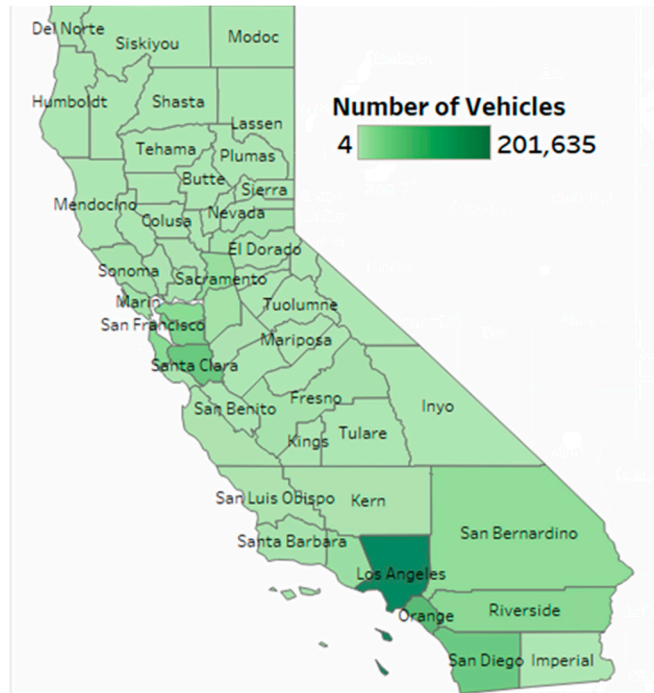 Del Norte
Siskiyou
Modoc
Humboldt
Shasta
Lassen
Number of Vehicles
4
201,635
Tehama
Plumas
Butte
Sierra
Mendocino
Colusa
Nevada
El Dorado
Sonoma
Sacramento
Marin
Tuolumne
San Francisco
Mariposa
Santa Clara
Fresno
Inyo
San Benito
Kings
Tulare
San Luis Obispo
Kern
Santa Barbara
San Bernardino
Los Angeles
Orange
Riverside
San Diego
Imperial